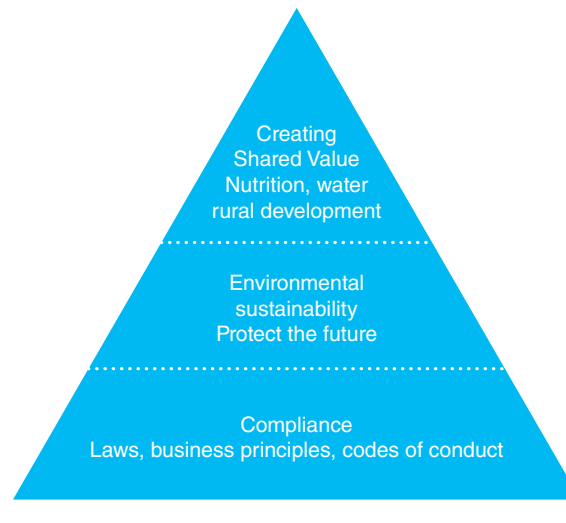 Creating
Shared Value
Nutrition, water
rural development
Environmental
sustainability
Protect the future
Compliance
Laws, business principles, codes of conduct